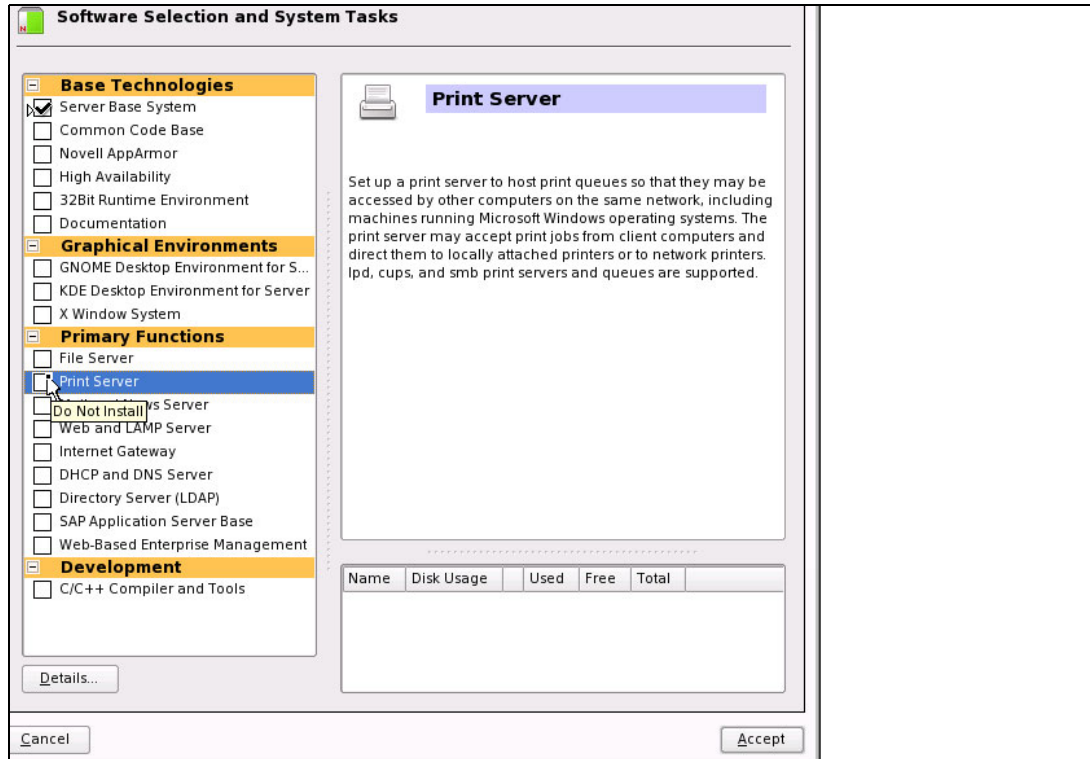 Software Selection and System Tasks
Base Technologies
Server Base System
Common Code Base
Novell AppArmor
High Availability
32Bit Runtime Environment
Documentation
Graphical Environments
GNOME Desktop Environment for S...
KDE Desktop Environment for Server
X Window System
Primary Functions
File Server
Print Server
Do Not Install
Server
Web and LAMP Server
Internet Gateway
DHCP and DNS Server
Directory Server (LDAP)
SAP Application Server Base
Web-Based Enterprise Management
Development
C/C++ Compiler and Tools
Details...
Print Server
Set up a print server to host print queues so that they may be
accessed by other computers on the same network, including
machines running Microsoft Windows operating systems. The
print server may accept print jobs from client computers and
direct them to locally attached printers or to network printers.
lpd, cups, and smb print servers and queues are supported.
Name Disk Usage Used Free Total
Cancel
Accept